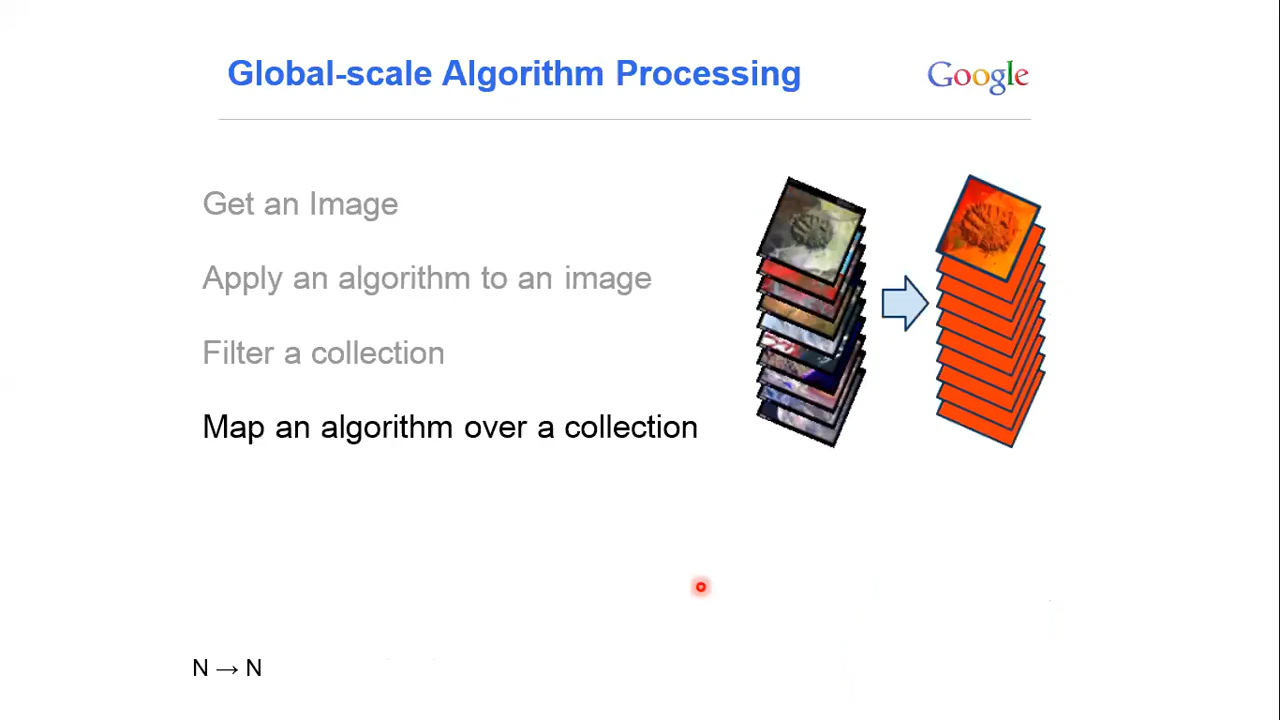 Global-scale Algorithm Processing
Google
Get an Image
Apply an algorithm to an image
Filter a collection
Map an algorithm over a collection
N → N